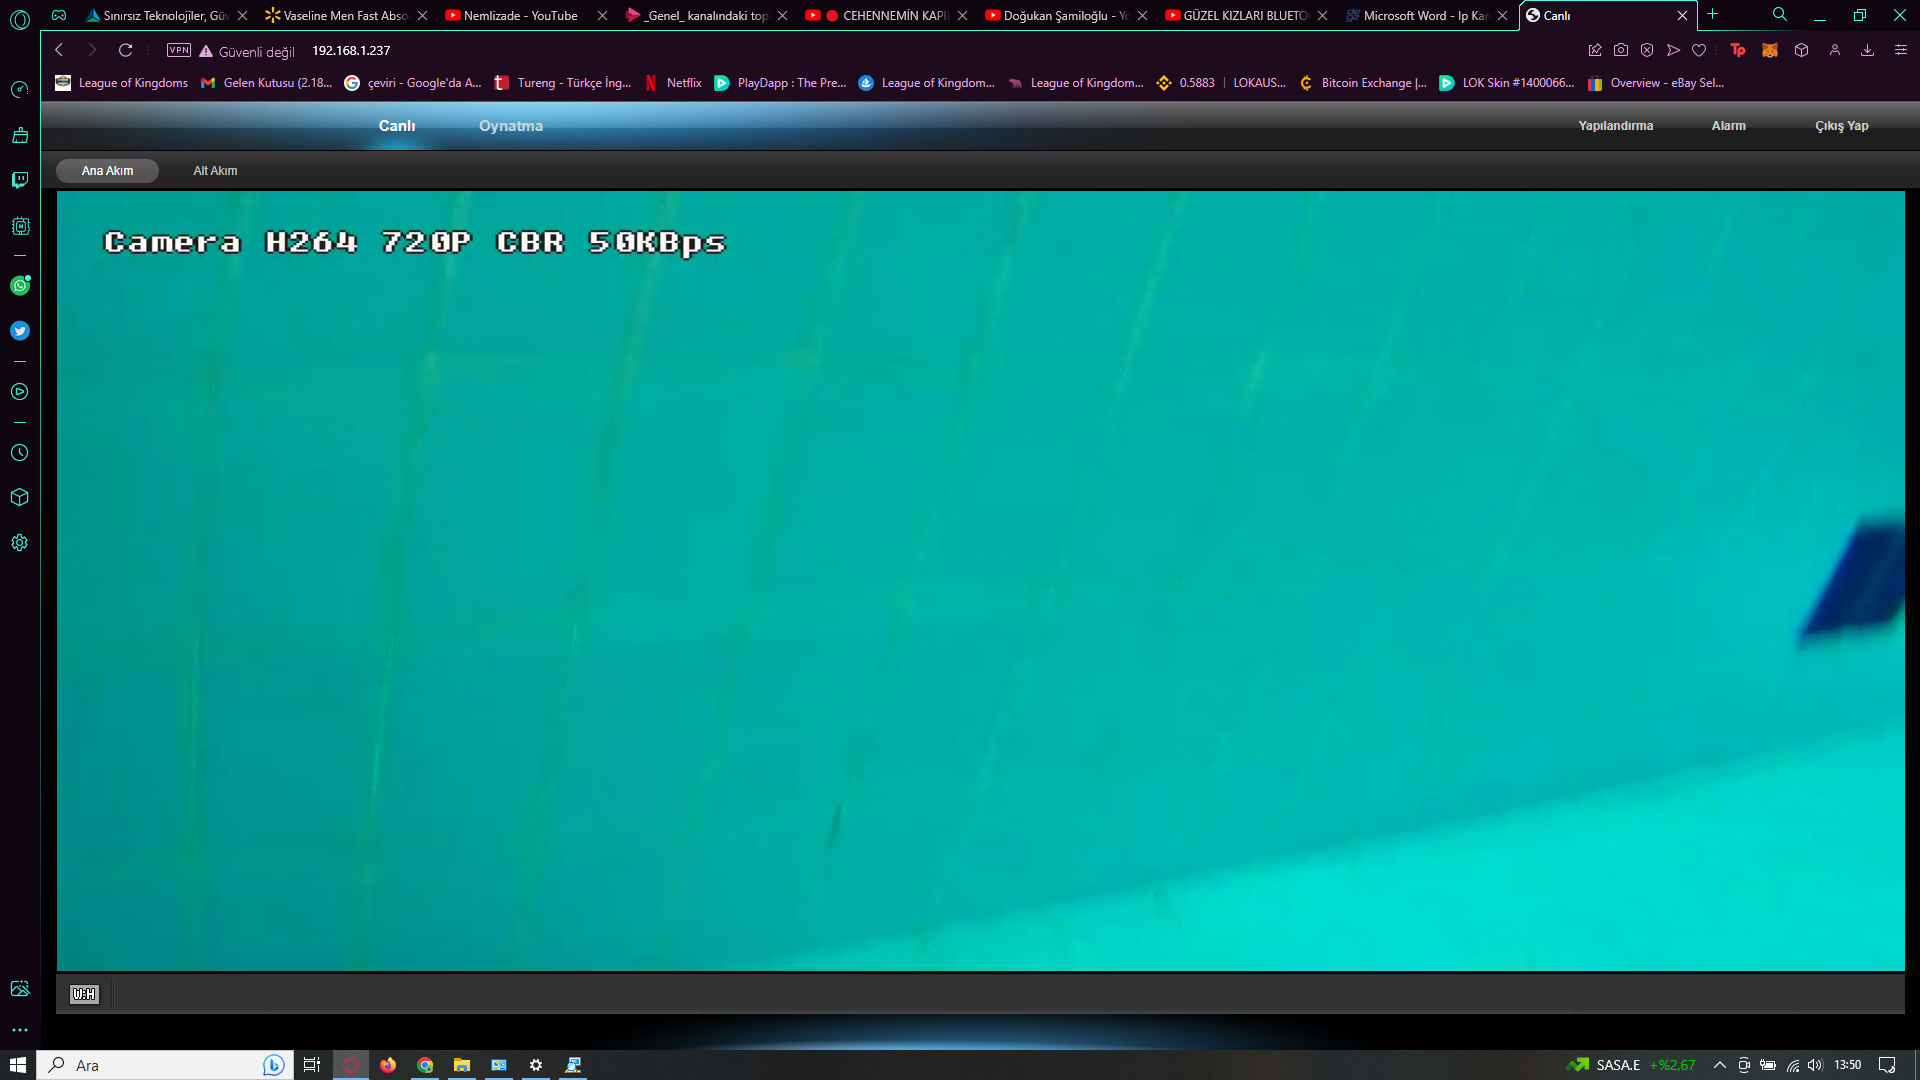 Sınırsız Teknolojiler, Güv
Vaseline Men Fast Abso
Nemlizade - YouTube
_Genel_ kanalındaki top
CEHENNEMİN KAPI
Doğukan Şamiloğlu - Yo
GÜZEL KIZLARI BLUETO
Microsoft Word - Ip Kam
Canlı
VPN
Güvenli değil
192.168.1.237
Tp
League of Kingdoms
Gelen Kutusu (2.18...
çeviri - Google'da A...
Tureng - Türkçe İng...
Netflix
PlayDapp : The Pre...
League of Kingdom...
League of Kingdom...
0.5883 | LOKAUS...
Bitcoin Exchange |...
LOK Skin #1400066...
Overview - eBay Sel...
Canlı
Oynatma
Yapılandırma
Alarm
Çıkış Yap
Ana Akım
Alt Akım
Camera H264 720P CBR 50KBps
W:H
Ara
SASA.E +%2,67
13:50